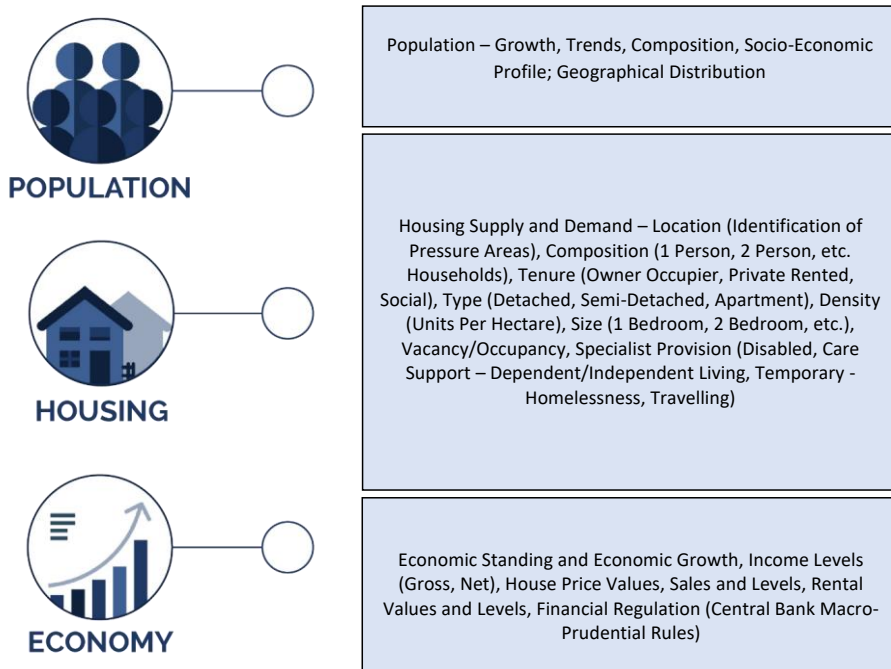 Population – Growth, Trends, Composition, Socio-Economic
Profile; Geographical Distribution
POPULATION
Housing Supply and Demand – Location (Identification of
Pressure Areas), Composition (1 Person, 2 Person, etc.
Households), Tenure (Owner Occupier, Private Rented,
Social), Type (Detached, Semi-Detached, Apartment), Density
(Units Per Hectare), Size (1 Bedroom, 2 Bedroom, etc.),
Vacancy/Occupancy, Specialist Provision (Disabled, Care
Support – Dependent/Independent Living, Temporary -
Homelessness, Travelling)
HOUSING
Economic Standing and Economic Growth, Income Levels
(Gross, Net), House Price Values, Sales and Levels, Rental
Values and Levels, Financial Regulation (Central Bank Macro-
Prudential Rules)
ECONOMY